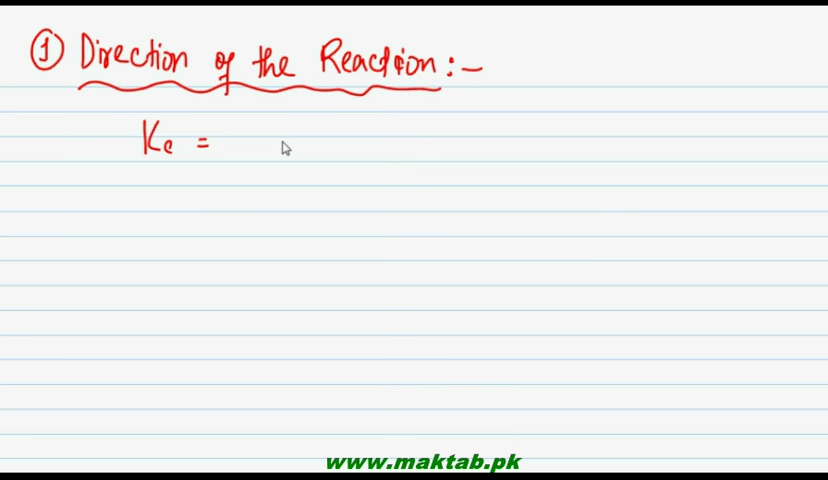 ① Direction of the Reaction :-
Kc =
www.maktab.pk